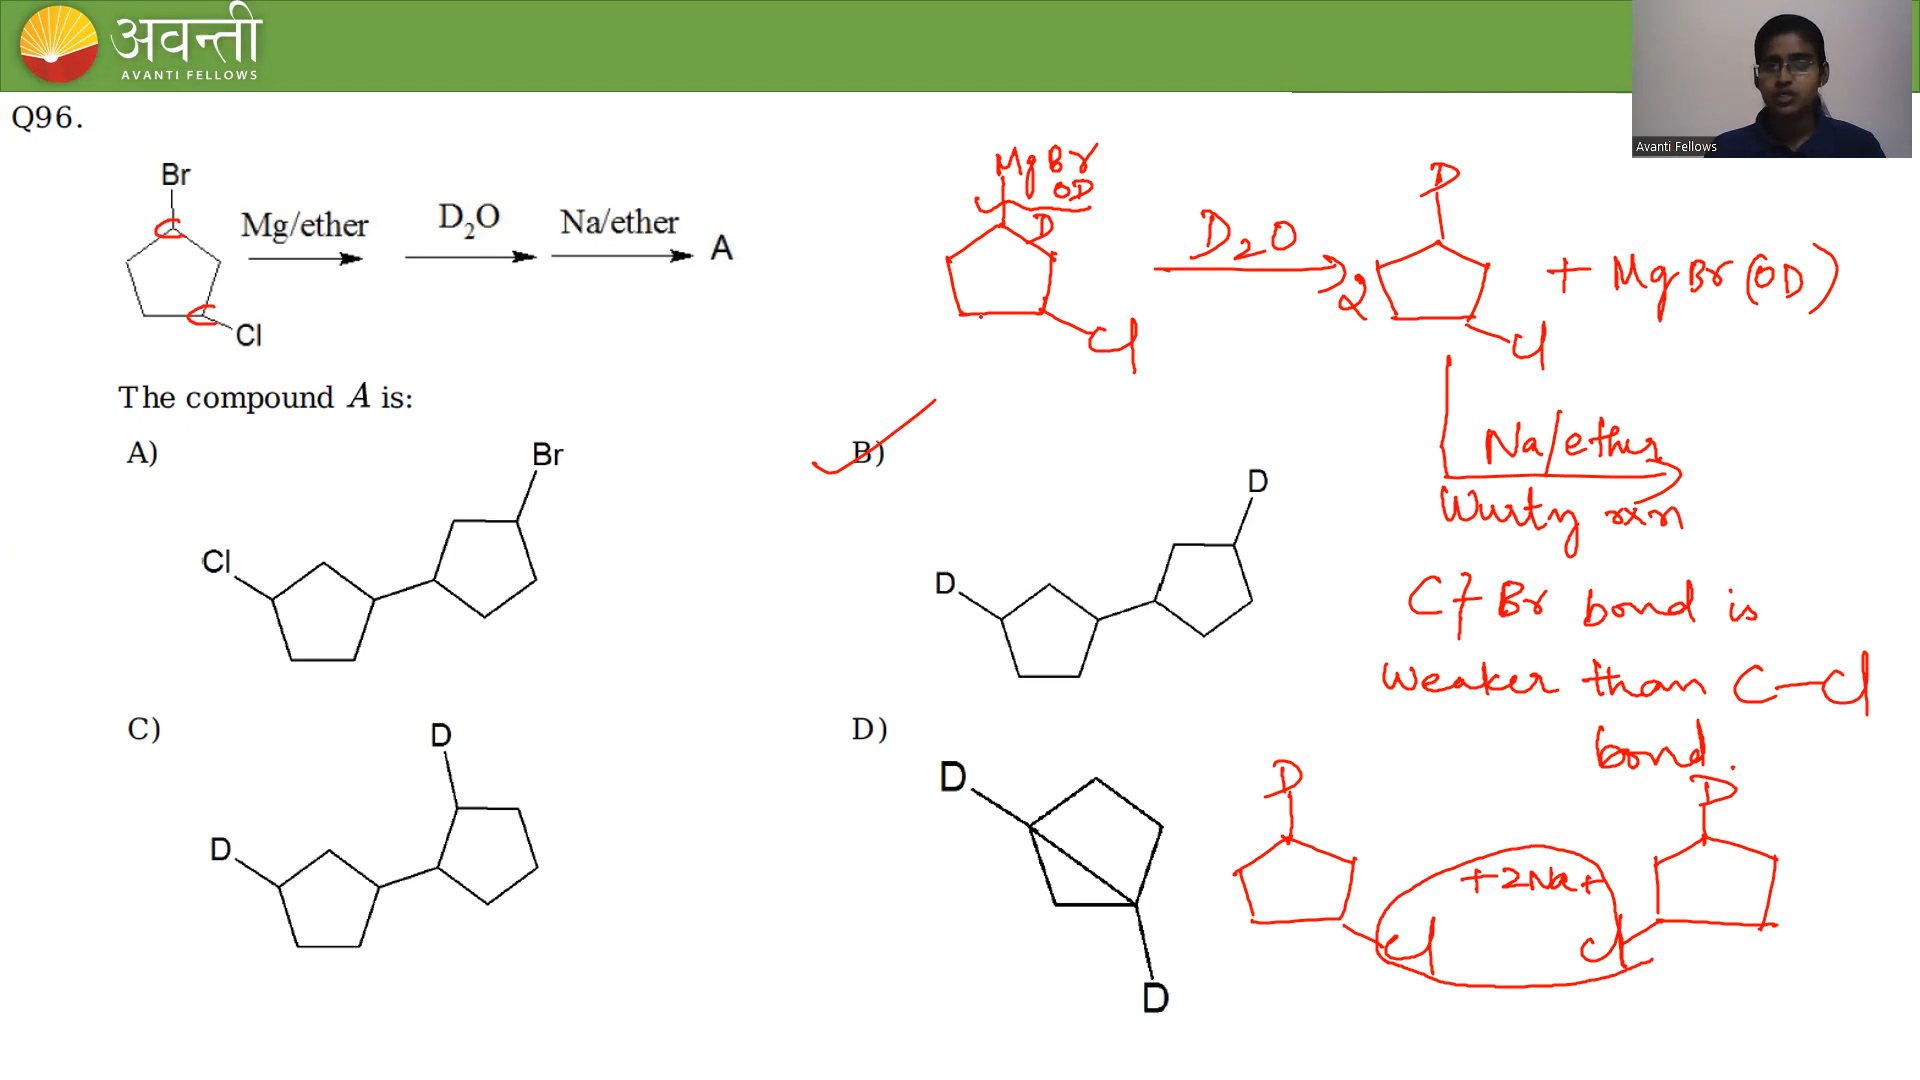 अवन्ती
AVANTI FELLOWS
Avanti Fellows
Q96.
Br
Cl
Mg/ether
D₂O
Na/ether
A
The compound A is:
A)
Br
Cl
B)
D
D
C)
D
D
D)
D
D
MgBr
OD
D
Cl
D₂O
2
D
Cl
+ MgBr(OD)
Na/ether
Wurtz rxn
C-Br bond is
weaker than C-Cl
bond.
D
Cl
+2Na+
D
Cl